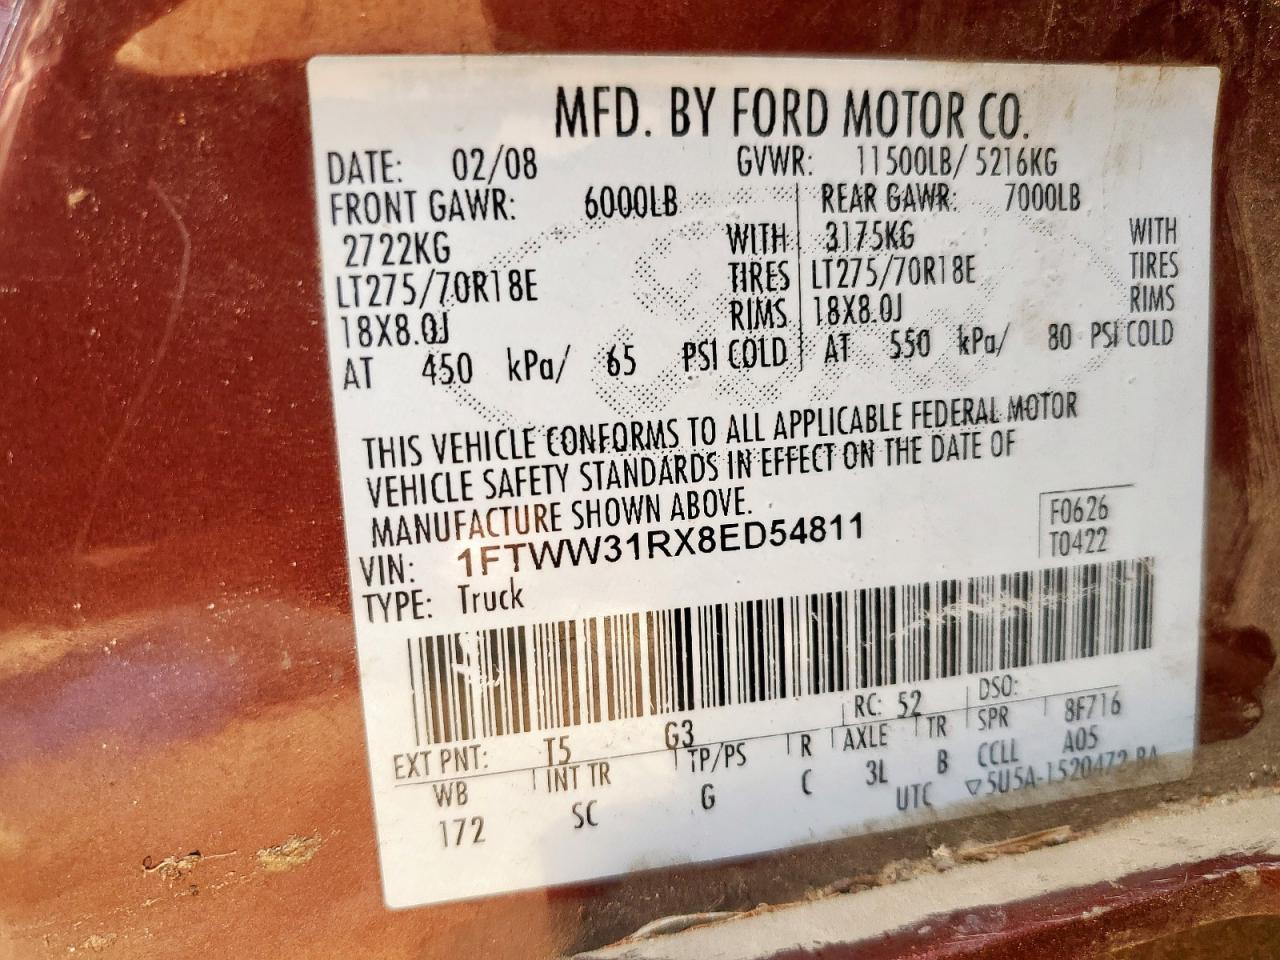 MFD. BY FORD MOTOR CO.
DATE: 02/08 GVWR: 11500LB/ 5216KG
FRONT GAWR: 6000LB REAR GAWR: 7000LB
2722KG WITH 3175KG WITH
LT275/70R18E TIRES LT275/70R18E TIRES
18X8.0J RIMS 18X8.0J RIMS
AT 450 kPa/ 65 PSI COLD AT 550 kPa/ 80 PSI COLD
THIS VEHICLE CONFORMS TO ALL APPLICABLE FEDERAL MOTOR
VEHICLE SAFETY STANDARDS IN EFFECT ON THE DATE OF
MANUFACTURE SHOWN ABOVE.
F0626
VIN: 1FTWW31RX8ED54811
T0422
TYPE: Truck
EXT PNT: T5 G3 RC: 52 DSO:
WB INT TR TP/PS R AXLE TR SPR 8F716
172 SC G C 3L B CCLL A05
UTC ▽5U5A-1520472-BA